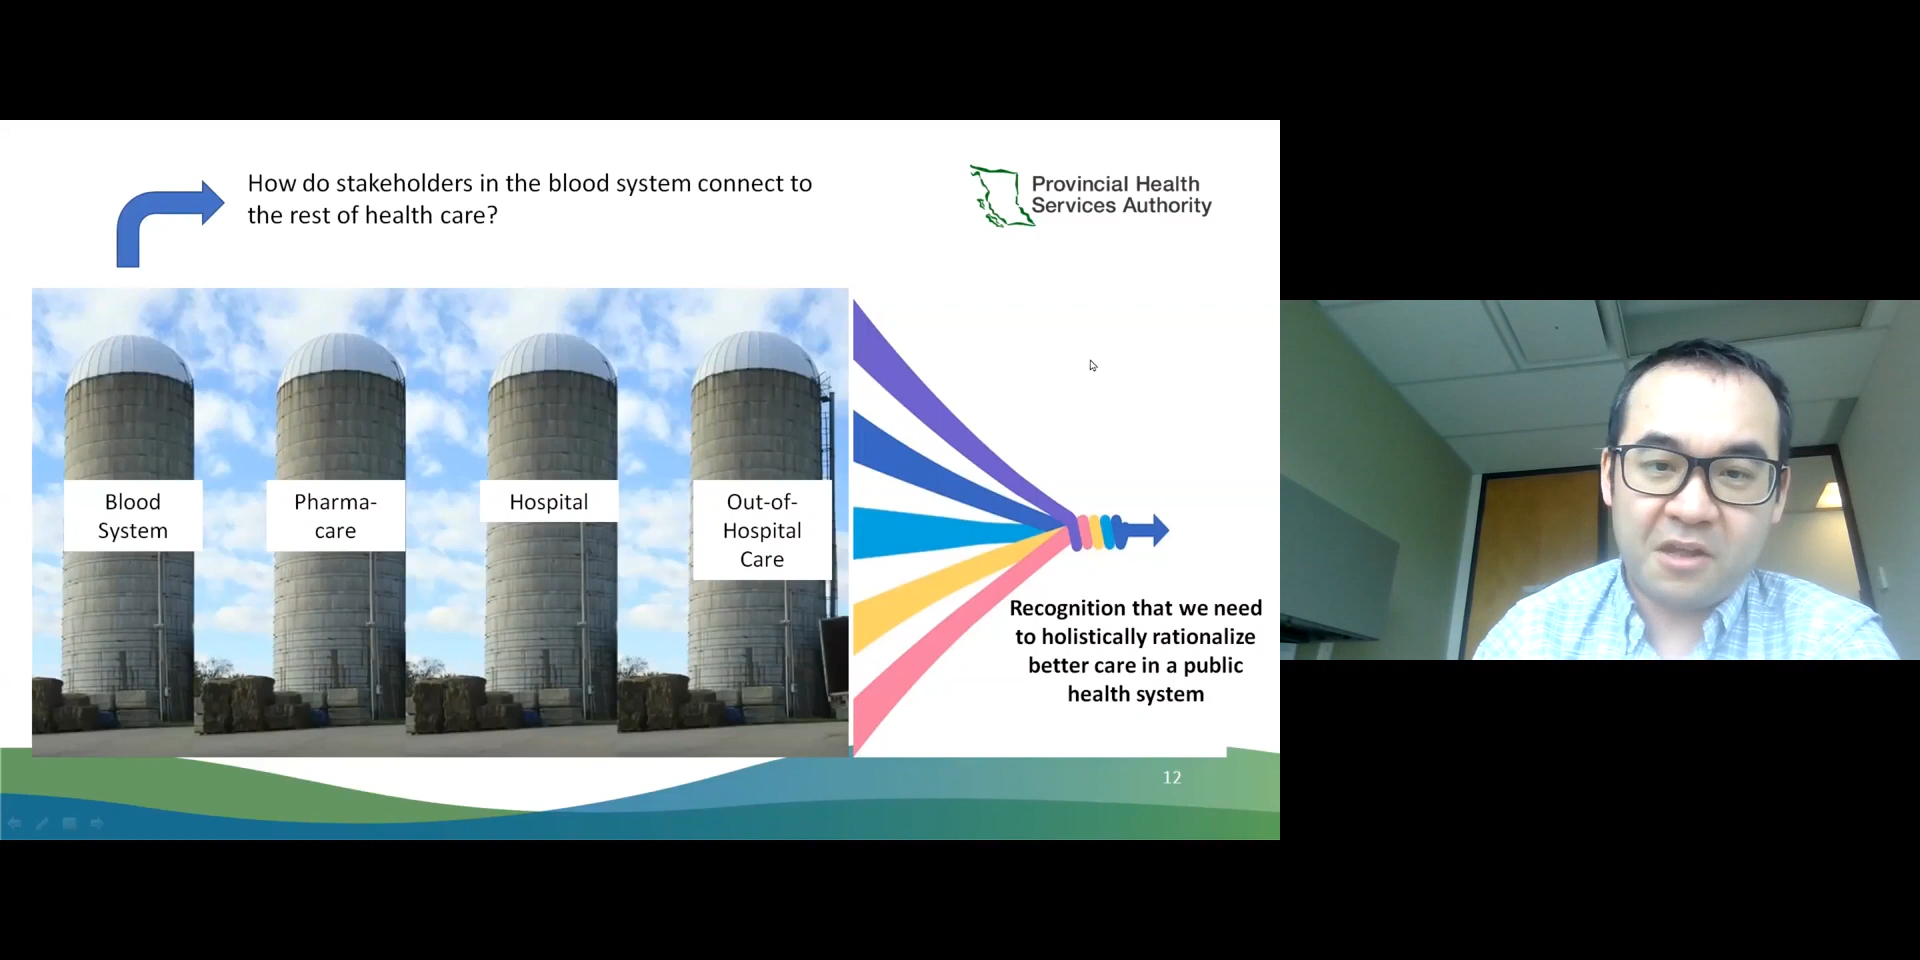 How do stakeholders in the blood system connect to
the rest of health care?
Provincial Health
Services Authority
Blood
System
Pharma-
care
Hospital
Out-of-
Hospital
Care
Recognition that we need
to holistically rationalize
better care in a public
health system
12